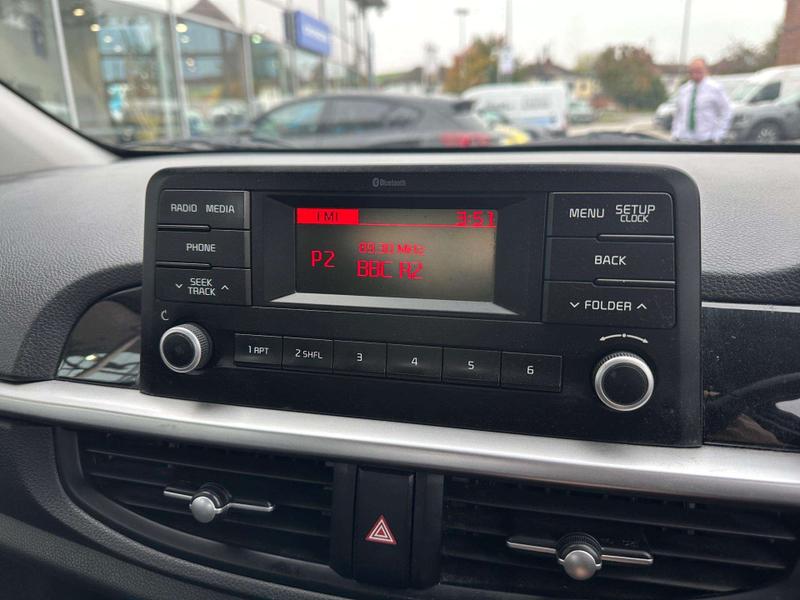 Bluetooth
RADIO MEDIA
PHONE
SEEK
TRACK
FM1 3:51
89.30 MHz
P2 BBC R2
MENU SETUP
CLOCK
BACK
FOLDER
1 RPT 2 SHFL 3 4 5 6